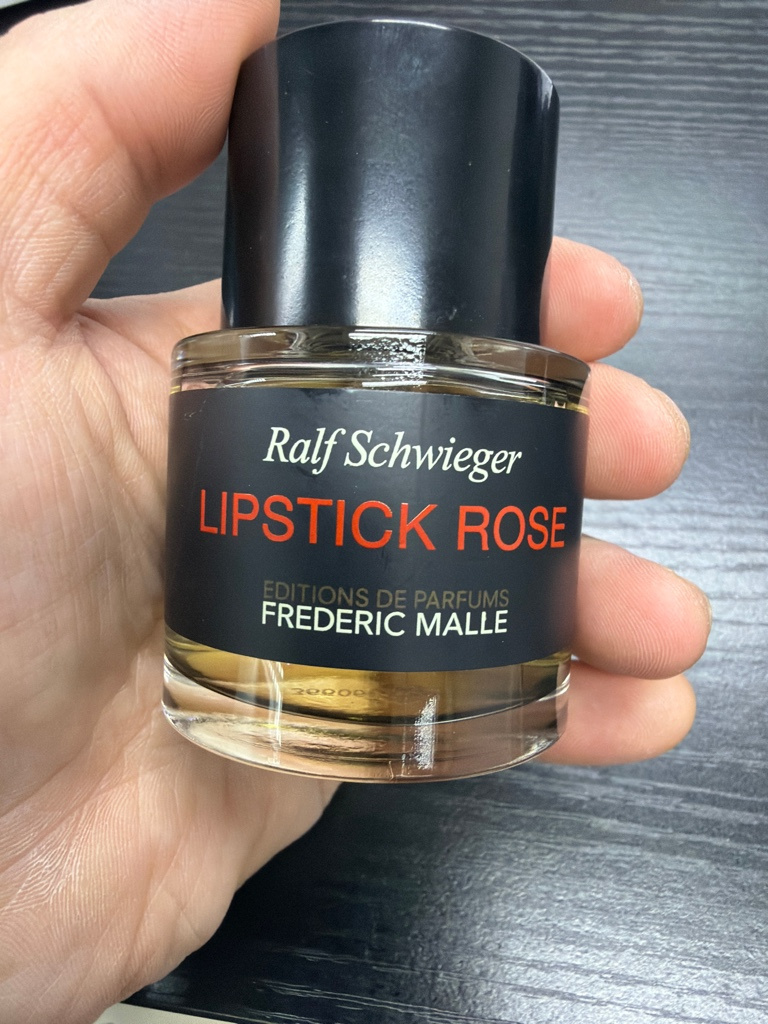 Ralf Schwieger
LIPSTICK ROSE
EDITIONS DE PARFUMS
FREDERIC MALLE